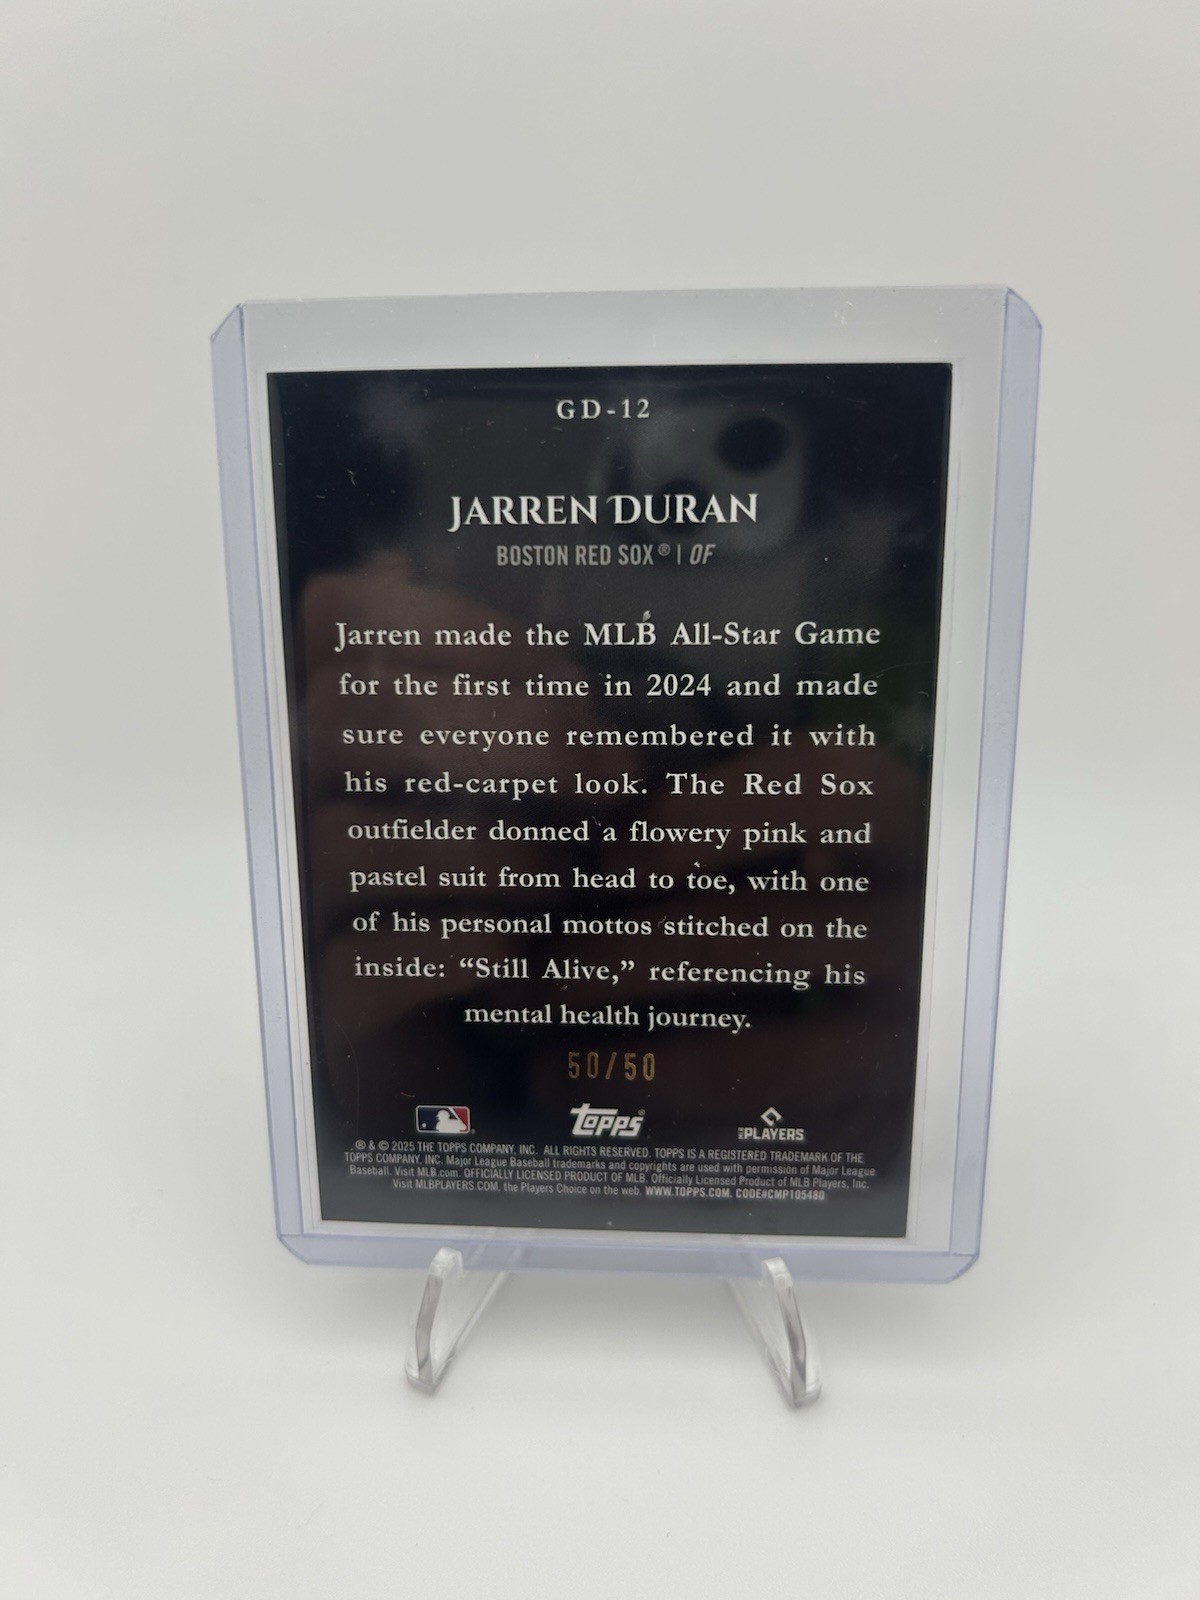 GD-12
JARREN DURAN
BOSTON RED SOX® | OF
Jarren made the MLB All-Star Game
for the first time in 2024 and made
sure everyone remembered it with
his red-carpet look. The Red Sox
outfielder donned a flowery pink and
pastel suit from head to toe, with one
of his personal mottos stitched on the
inside: “Still Alive,” referencing his
mental health journey.
50/50
topps®
MLB PLAYERS
® & © 2025 THE TOPPS COMPANY, INC. ALL RIGHTS RESERVED. TOPPS IS A REGISTERED TRADEMARK OF THE
TOPPS COMPANY, INC. Major League Baseball trademarks and copyrights are used with permission of Major League
Baseball. Visit MLB.com. OFFICIALLY LICENSED PRODUCT OF MLB. Officially Licensed Product of MLB Players, Inc.
Visit MLBPLAYERS.COM, the Players Choice on the web. WWW.TOPPS.COM, CODE#CMP105480